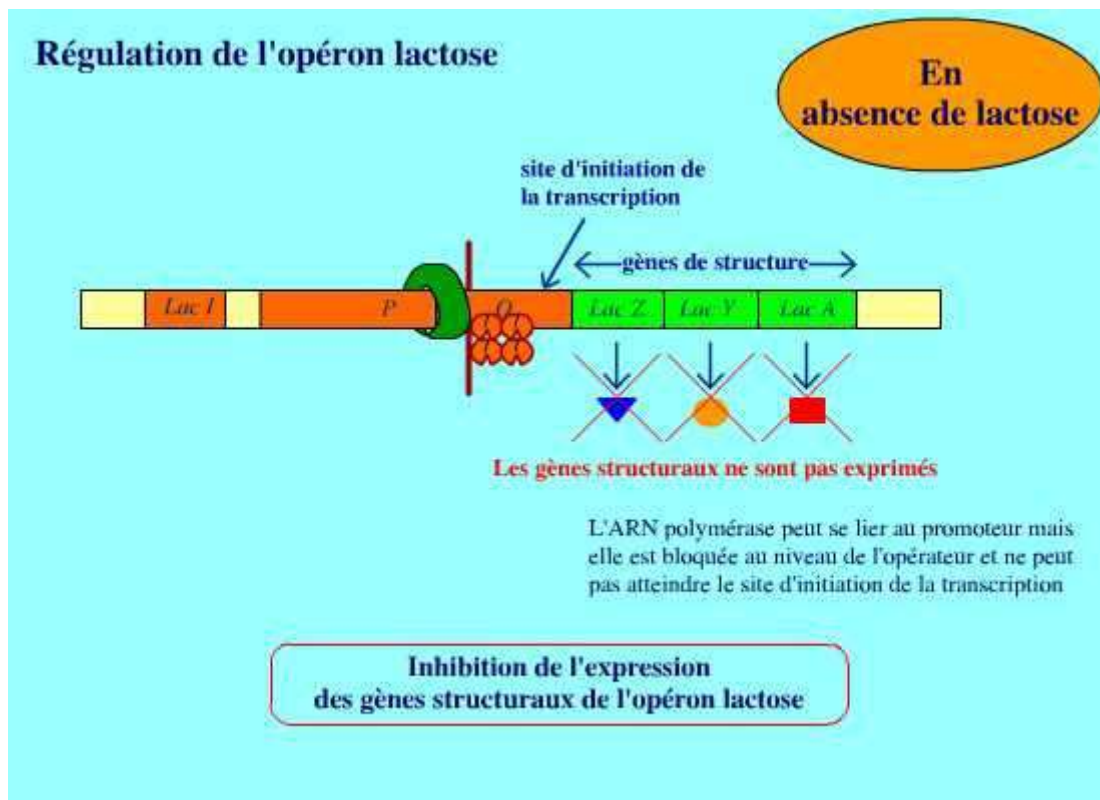 Régulation de l'opéron lactose
En
absence de lactose
site d'initiation de
la transcription
gènes de structure
Lac I
P
O
Lac Z
Lac Y
Lac A
Les gènes structuraux ne sont pas exprimés
L'ARN polymérase peut se lier au promoteur mais
elle est bloquée au niveau de l'opérateur et ne peut
pas atteindre le site d'initiation de la transcription
Inhibition de l'expression
des gènes structuraux de l'opéron lactose